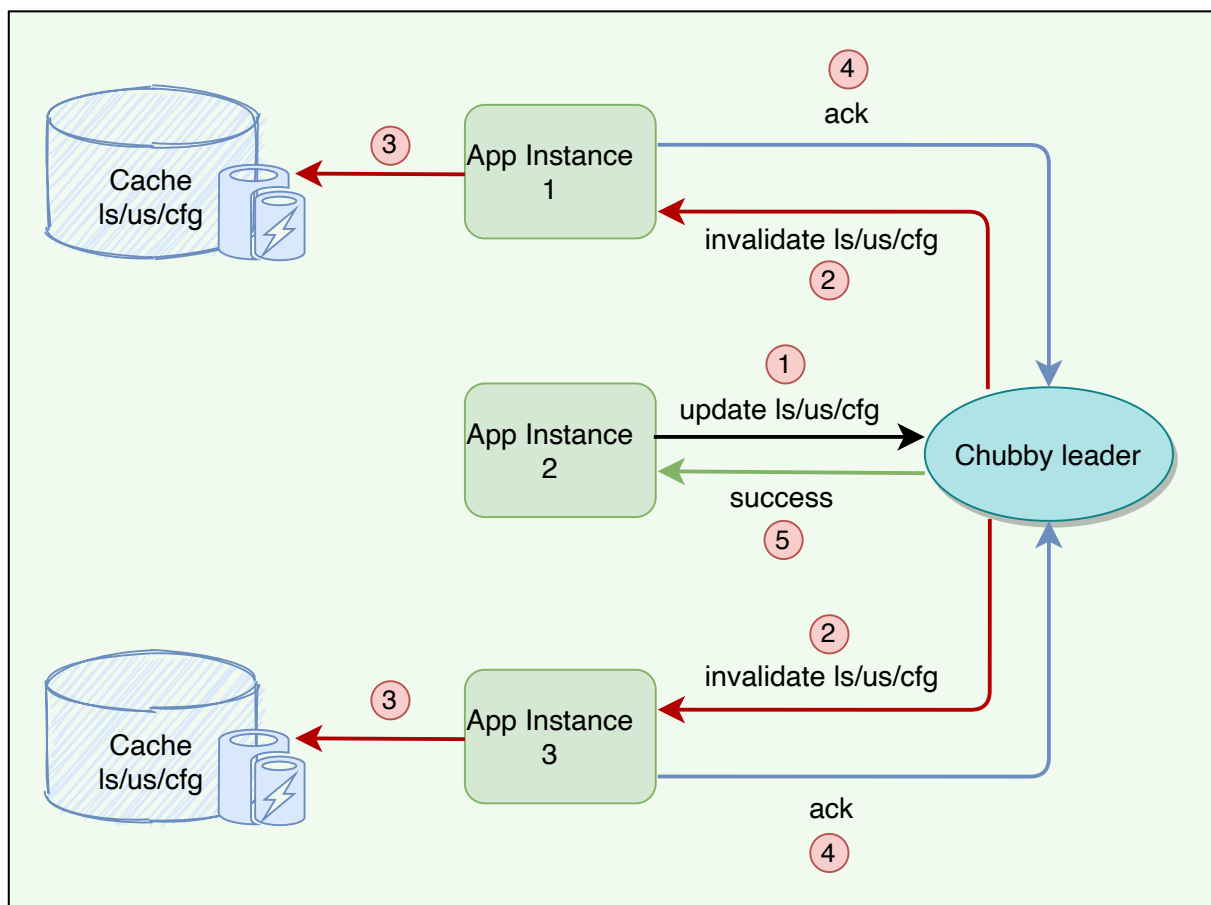 4
ack
3
App Instance
1
Cache
ls/us/cfg
invalidate ls/us/cfg
2
1
update ls/us/cfg
App Instance
2
Chubby leader
success
5
2
invalidate ls/us/cfg
3
App Instance
3
Cache
ls/us/cfg
ack
4